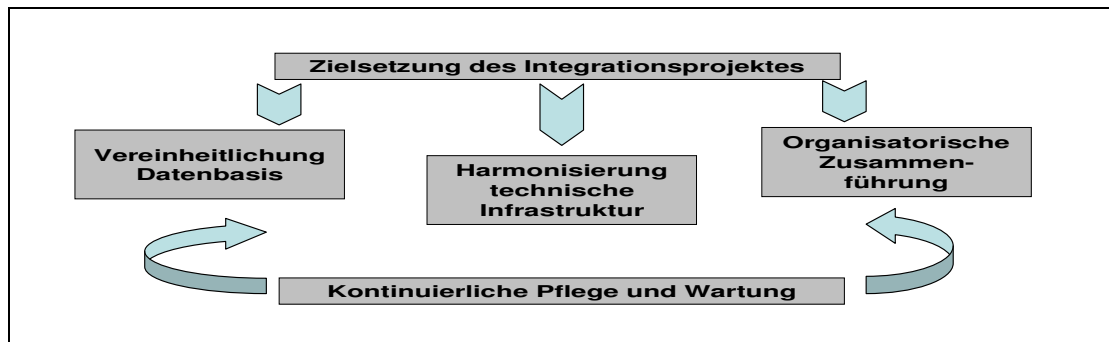 Zielsetzung des Integrationsprojektes
Vereinheitlichung
Datenbasis
Harmonisierung
technische
Infrastruktur
Organisatorische
Zusammen-
führung
Kontinuierliche Pflege und Wartung